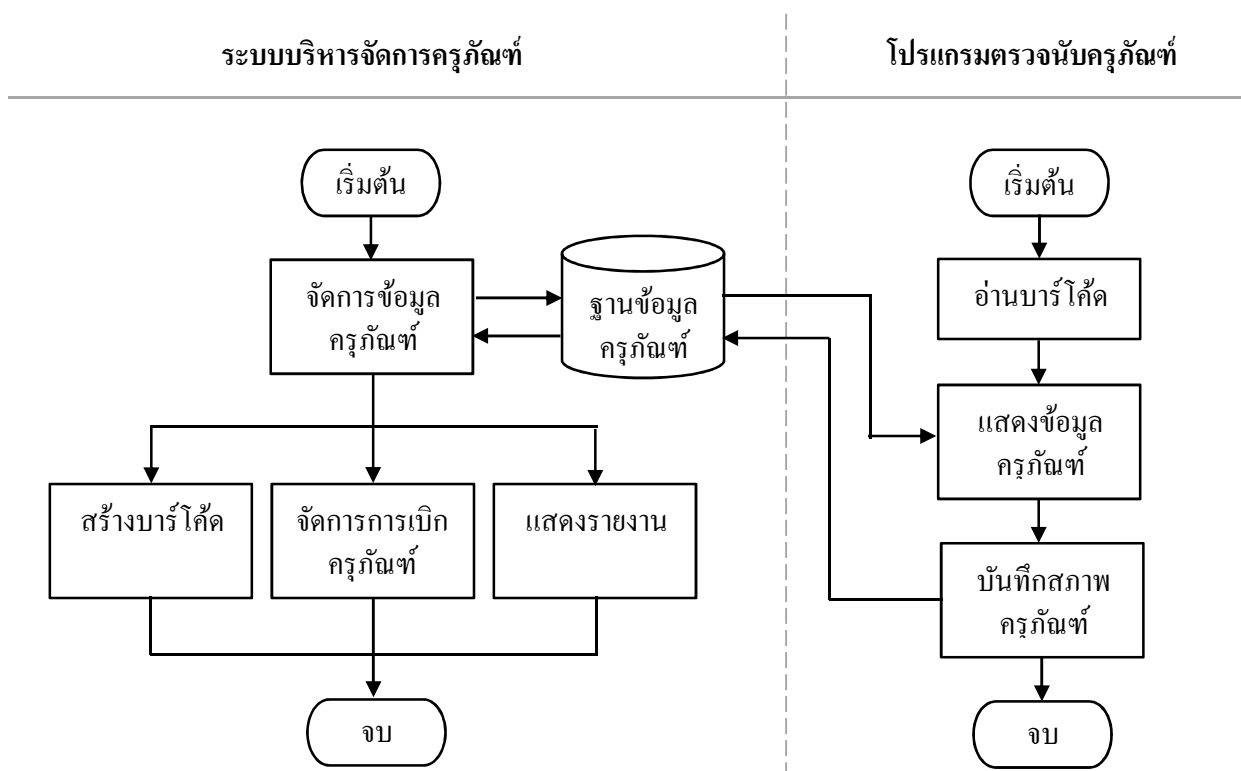 ระบบบริหารจัดการครุภัณฑ์
โปรแกรมตรวจนับครุภัณฑ์
เริ่มต้น
จัดการข้อมูล
ครุภัณฑ์
ฐานข้อมูล
ครุภัณฑ์
สร้างบาร์โค้ด
จัดการการเบิก
ครุภัณฑ์
แสดงรายงาน
จบ
เริ่มต้น
อ่านบาร์โค้ด
แสดงข้อมูล
ครุภัณฑ์
บันทึกสภาพ
ครุภัณฑ์
จบ